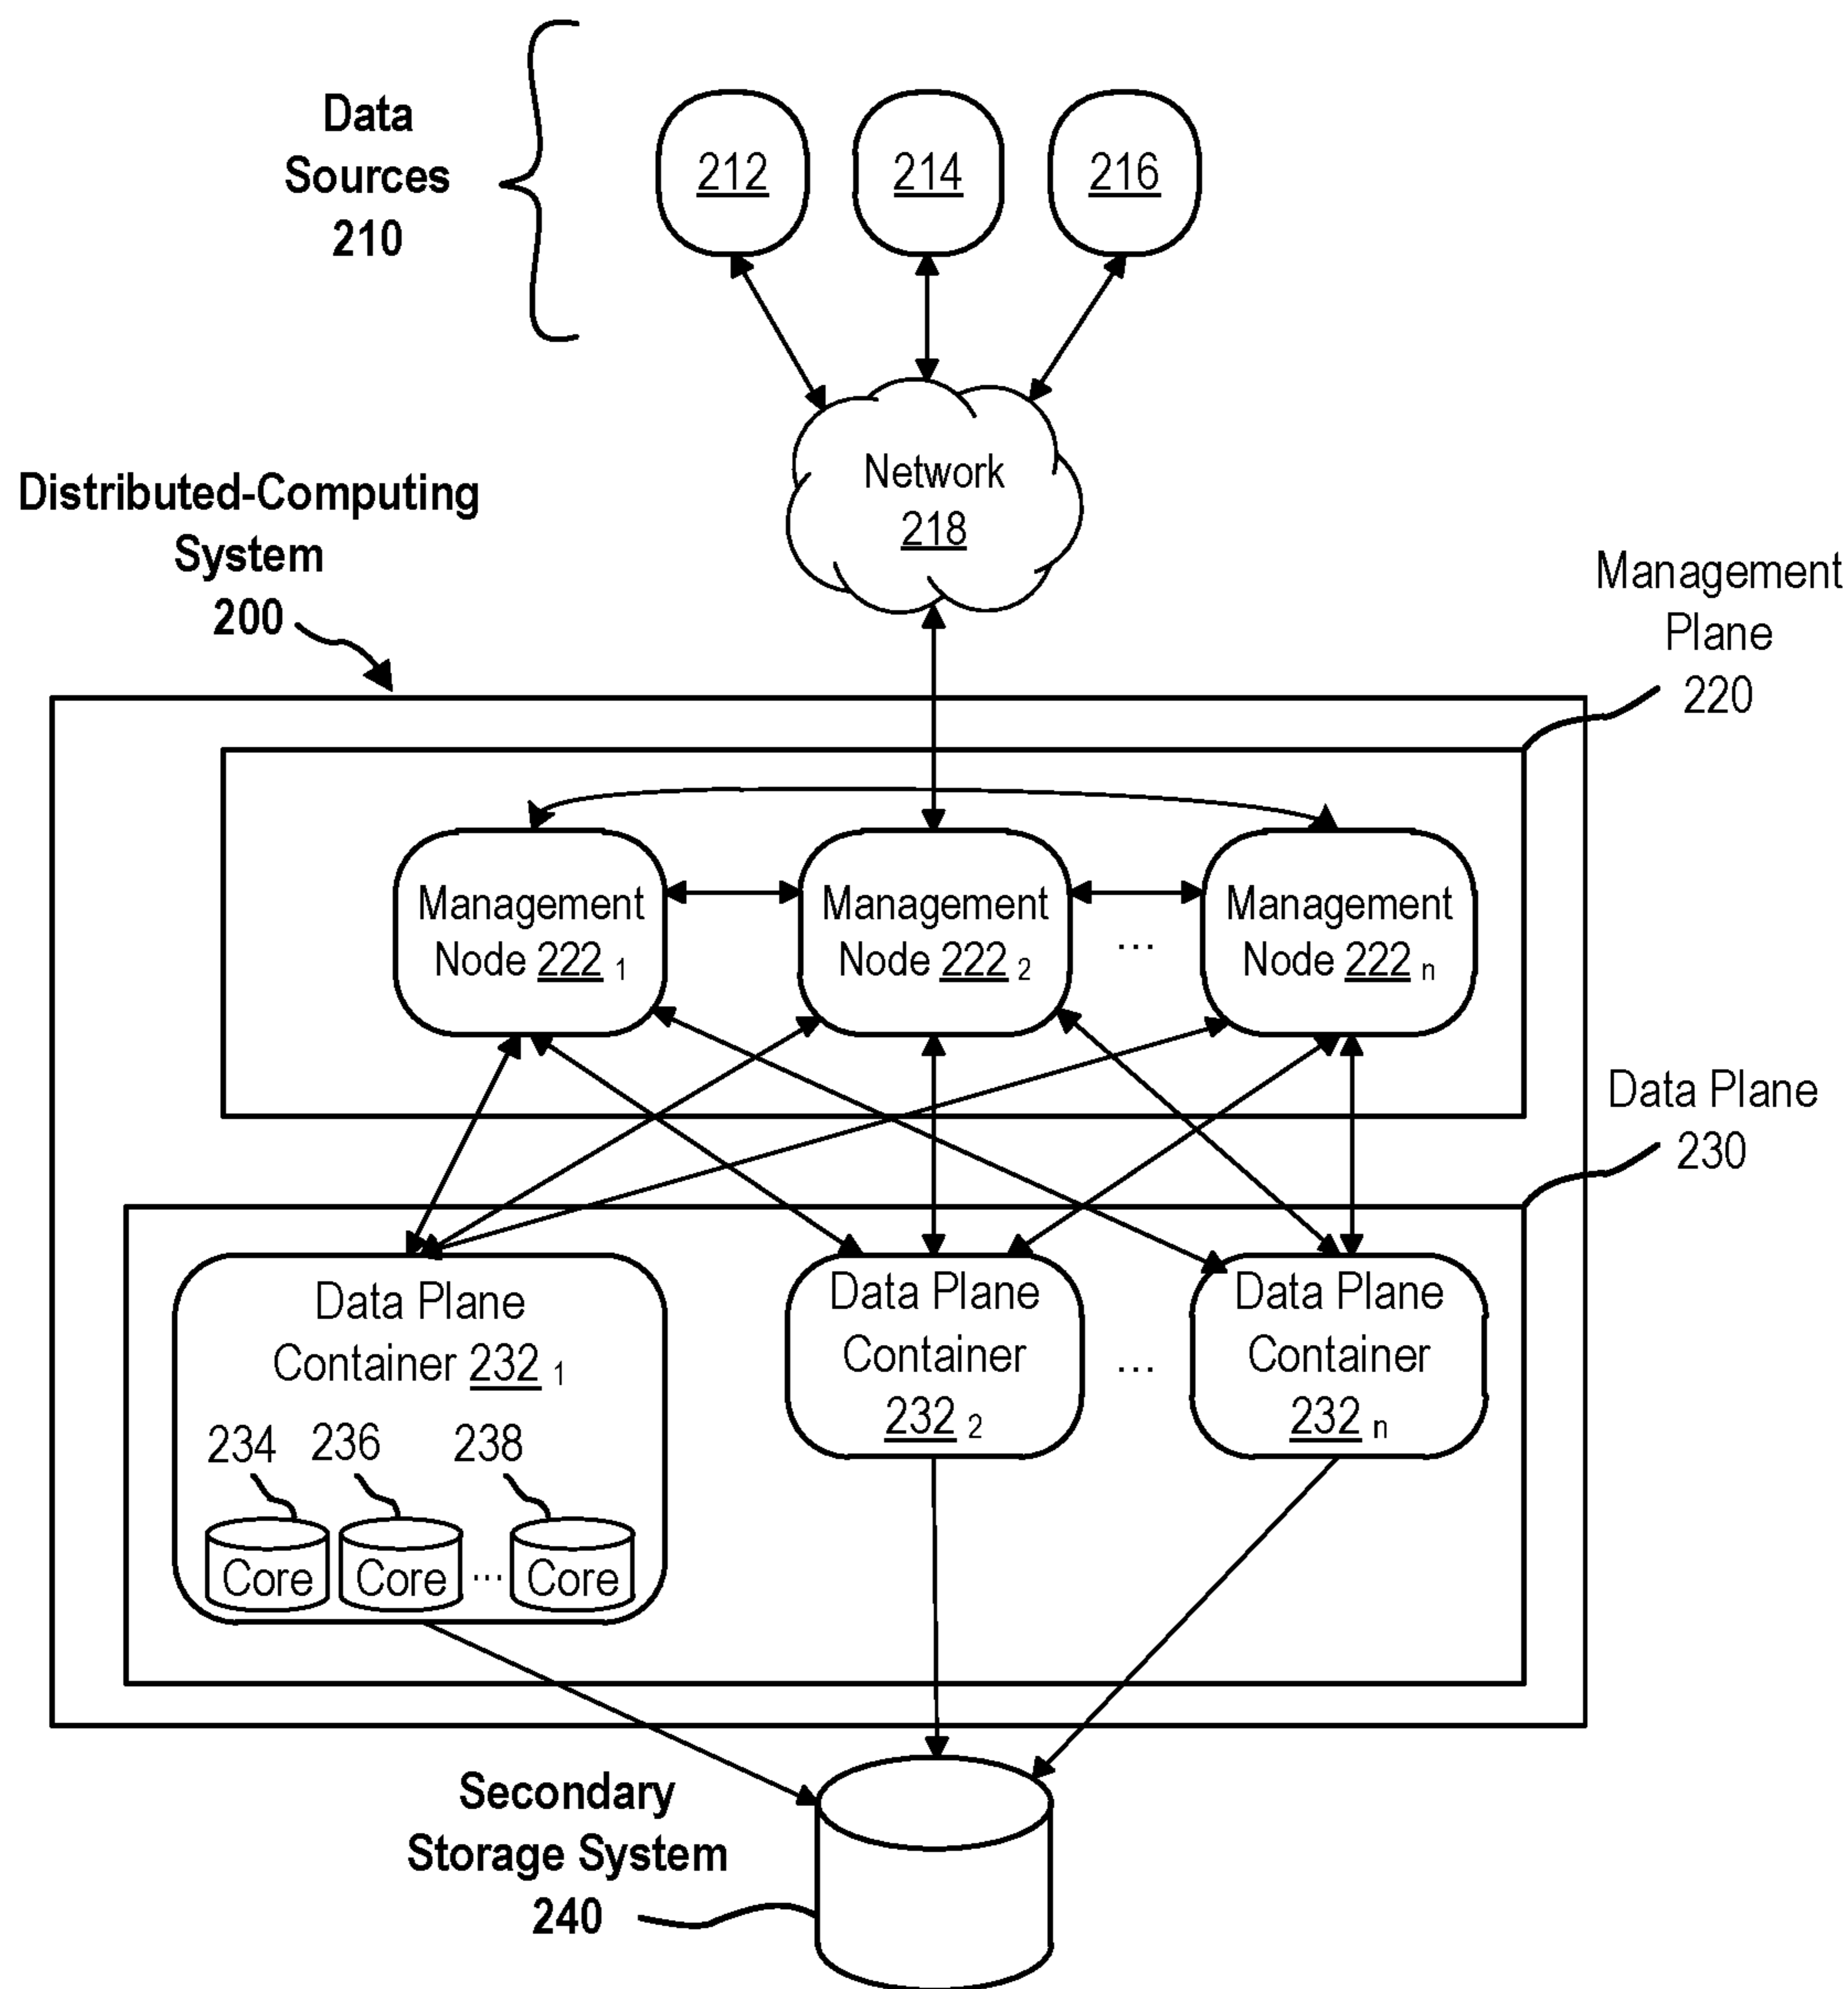 Data
Sources
210
212
214
216
Network
218
Distributed-Computing
System
200
Management
Plane
220
Management
Node 222 1
Management
Node 222 2
...
Management
Node 222 n
Data Plane
230
Data Plane
Container 232 1
234
236
238
Core
Core
...
Core
Data Plane
Container
232 2
...
Data Plane
Container
232 n
Secondary
Storage System
240